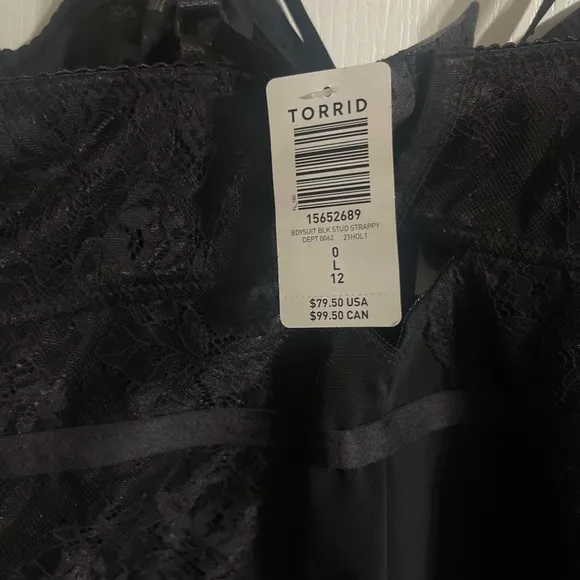 TORRID
15652689
BDYSUIT BLK STUD STRAPPY
DEPT 0062 21HOL1
0
L
12
$79.50 USA
$99.50 CAN